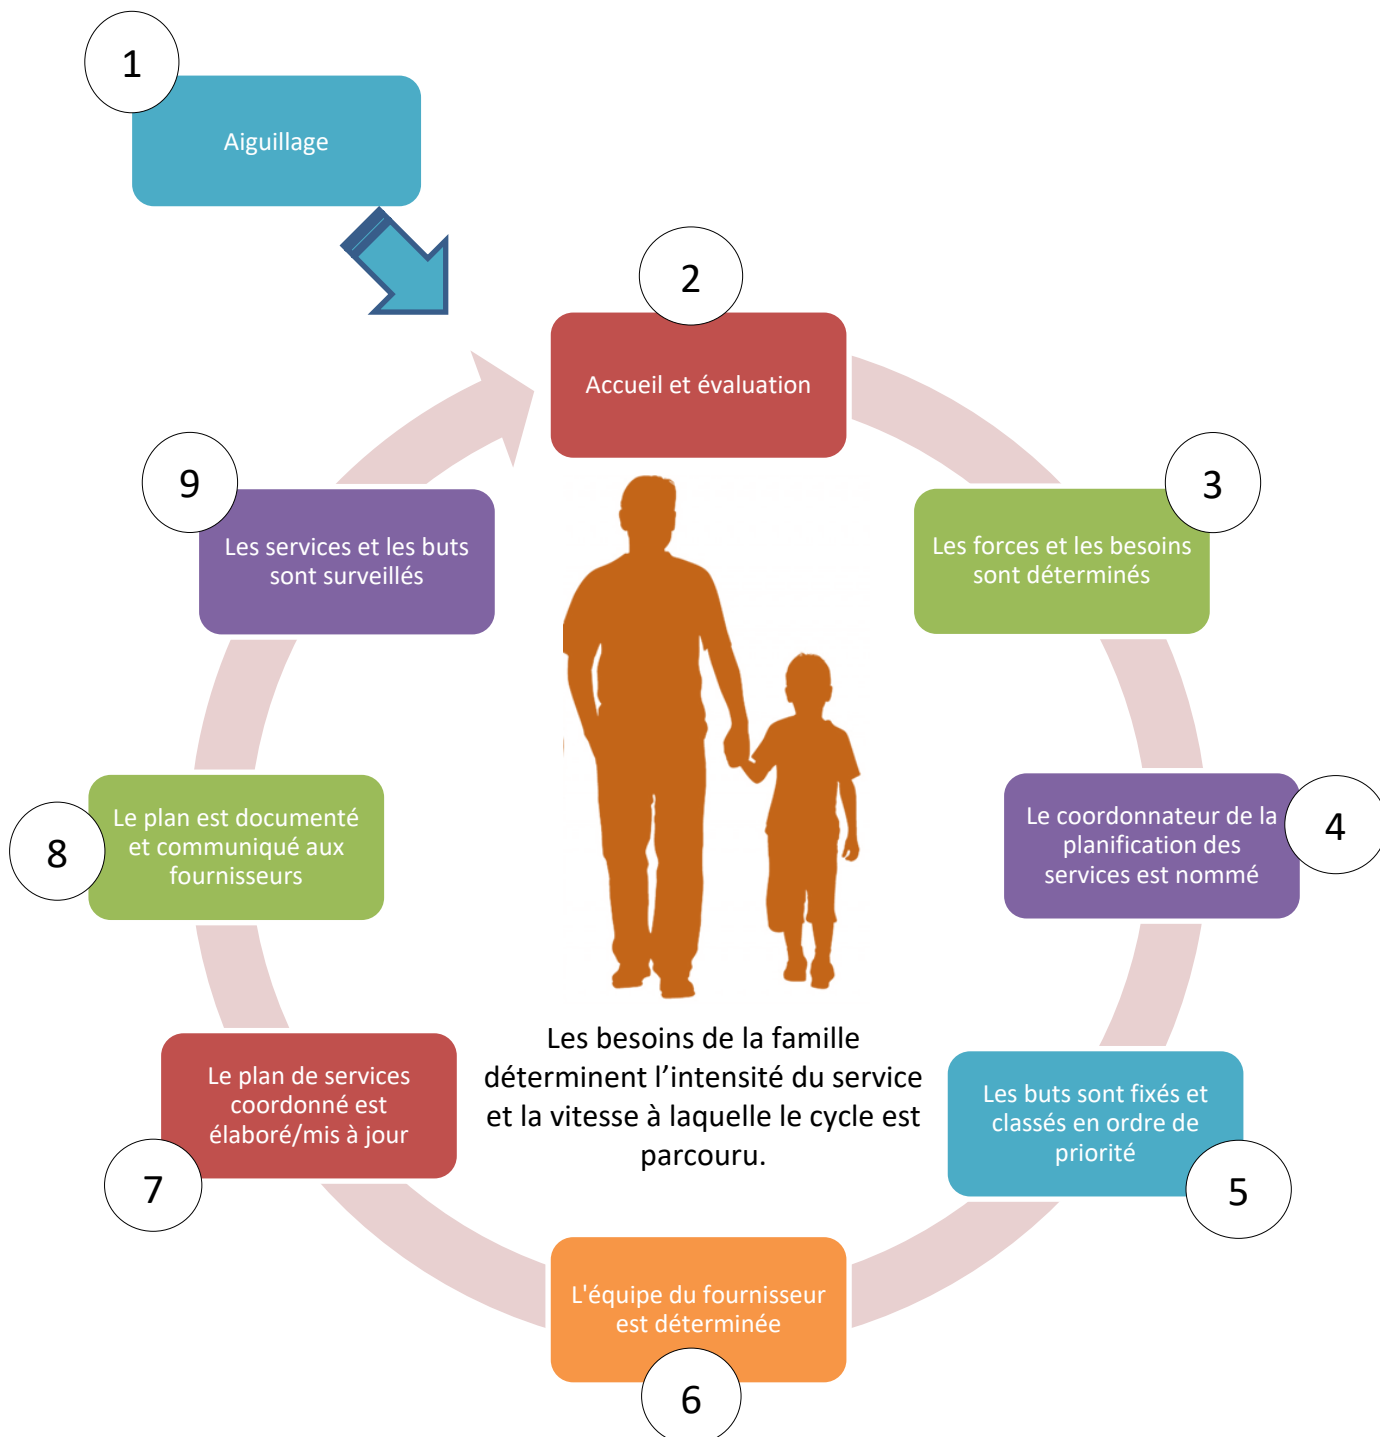 1
Aiguillage
2
Accueil et évaluation
3
Les forces et les besoins
sont déterminés
4
Le coordonnateur de la
planification des
services est nommé
5
Les buts sont fixés et
classés en ordre de
priorité
6
L'équipe du fournisseur
est déterminée
7
Le plan de services
coordonné est
élaboré/mis à jour
8
Le plan est documenté
et communiqué aux
fournisseurs
9
Les services et les buts
sont surveillés
Les besoins de la famille
déterminent l’intensité du service
et la vitesse à laquelle le cycle est
parcouru.